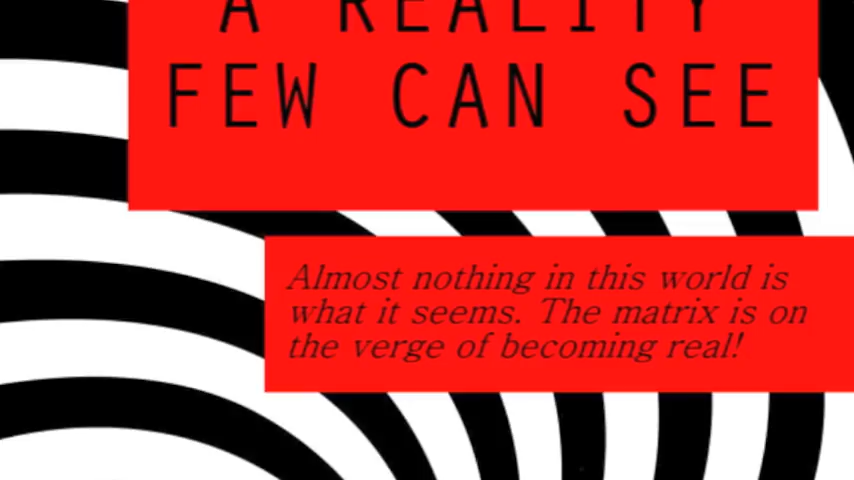 A REALITY
FEW CAN SEE
Almost nothing in this world is
what it seems. The matrix is on
the verge of becoming real!